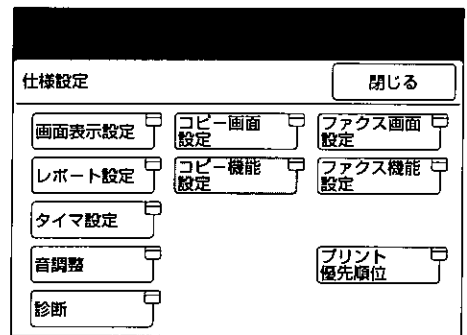 仕様設定
閉じる
画面表示設定
コピー画面
設定
ファクス画面
設定
レポート設定
コピー機能
設定
ファクス機能
設定
タイマ設定
音調整
プリント
優先順位
診断